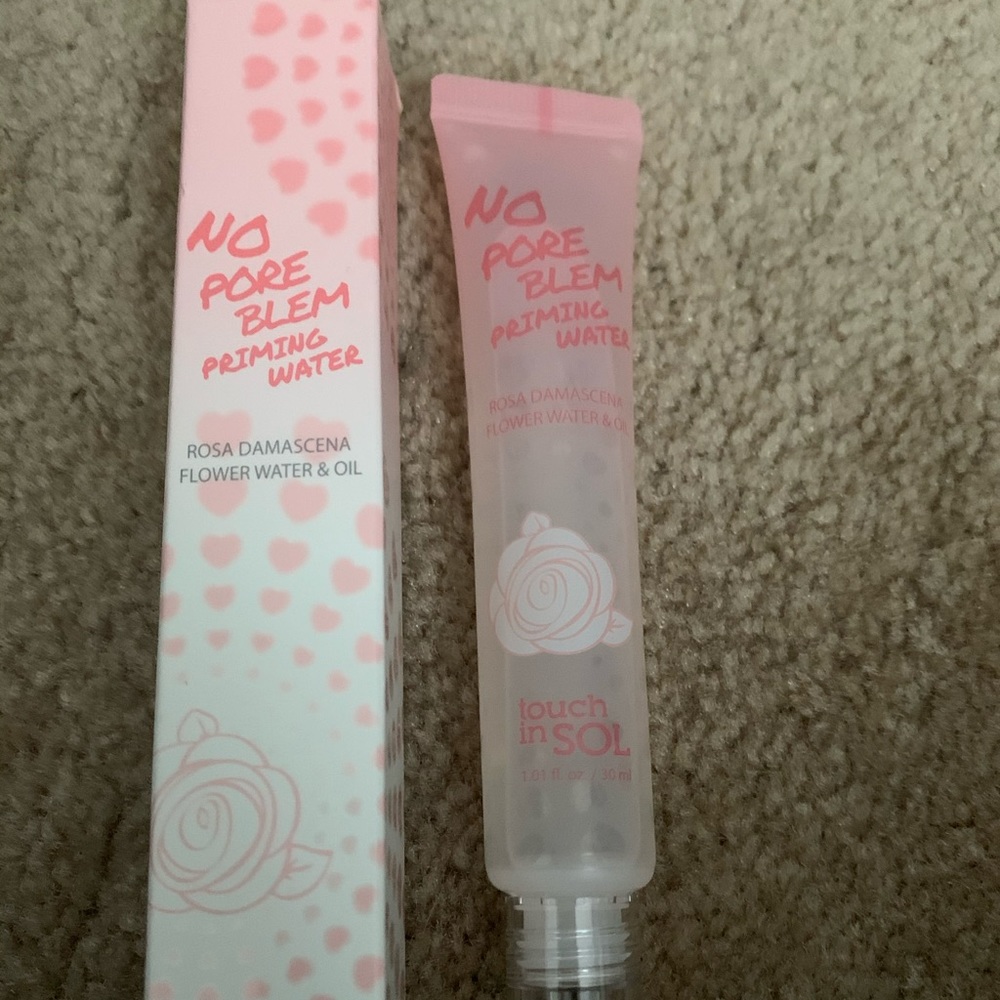 NO
PORE
BLEM
PRIMING
WATER
ROSA DAMASCENA
FLOWER WATER & OIL
NO
PORE
BLEM
PRIMING
WATER
ROSA DAMASCENA
FLOWER WATER & OIL
touch
in SOL
1.01 fl. oz. / 30 ml